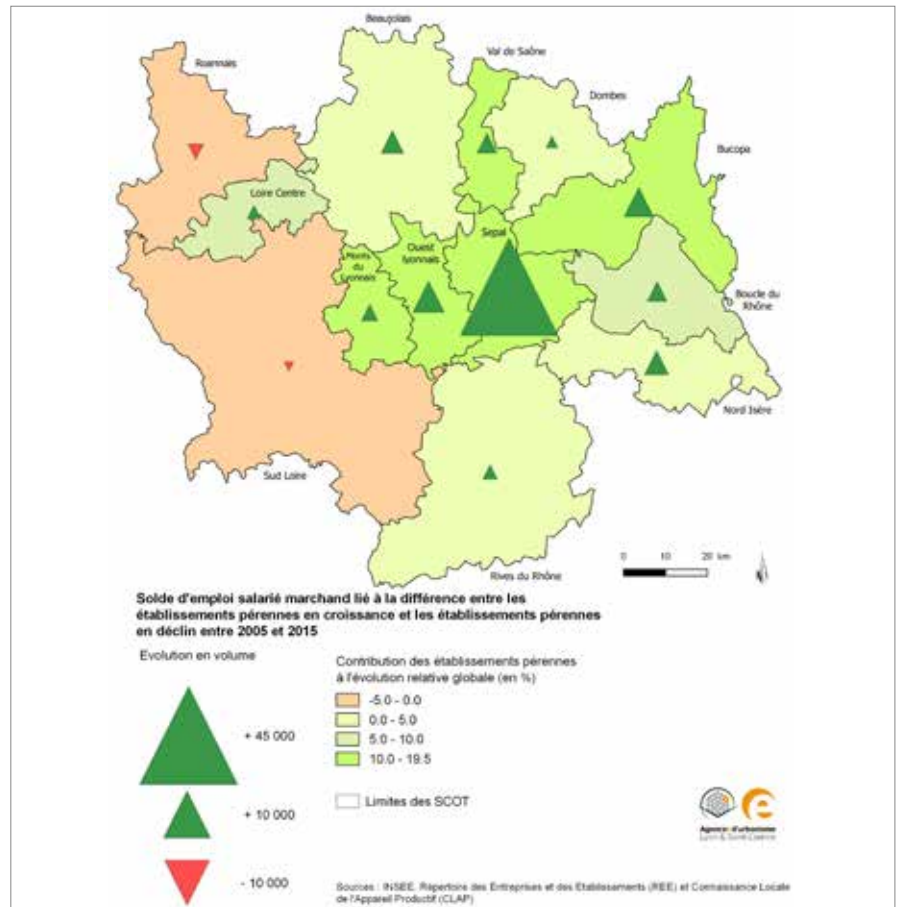 Beaujolais
Val de Saône
Roannais
Dombes
Bucopa
Loire Centre
Sepal
Ouest
lyonnais
Monts
du
Lyonnais
Boucle du
Rhône
Nord Isère
Sud Loire
Rives du Rhône
0 10 20 km
Solde d'emploi salarié marchand lié à la différence entre les
établissements pérennes en croissance et les établissements pérennes
en déclin entre 2005 et 2015
Evolution en volume
+ 45 000
+ 10 000
- 10 000
Contribution des établissements pérennes
à l'évolution relative globale (en %)
-5.0 - 0.0
0.0 - 5.0
5.0 - 10.0
10.0 - 19.5
Limites des SCOT
Agence d'urbanisme
Lyon & Saint-Etienne
Sources : INSEE, Répertoire des Entreprises et des Etablissements (REE) et Connaissance Locale
de l'Appareil Productif (CLAP)